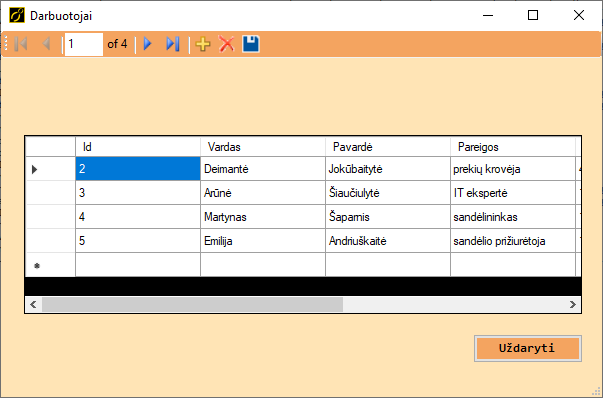 Darbuotojai
1 of 4
Id Vardas Pavardė Pareigos
2 Deimantė Jokūbaitytė prekių krovėja
3 Arūnė Šiaučiulytė IT ekspertė
4 Martynas Šaparnis sandėlininkas
5 Emilija Andriuškaitė sandėlio prižiurėtoja
Uždaryti